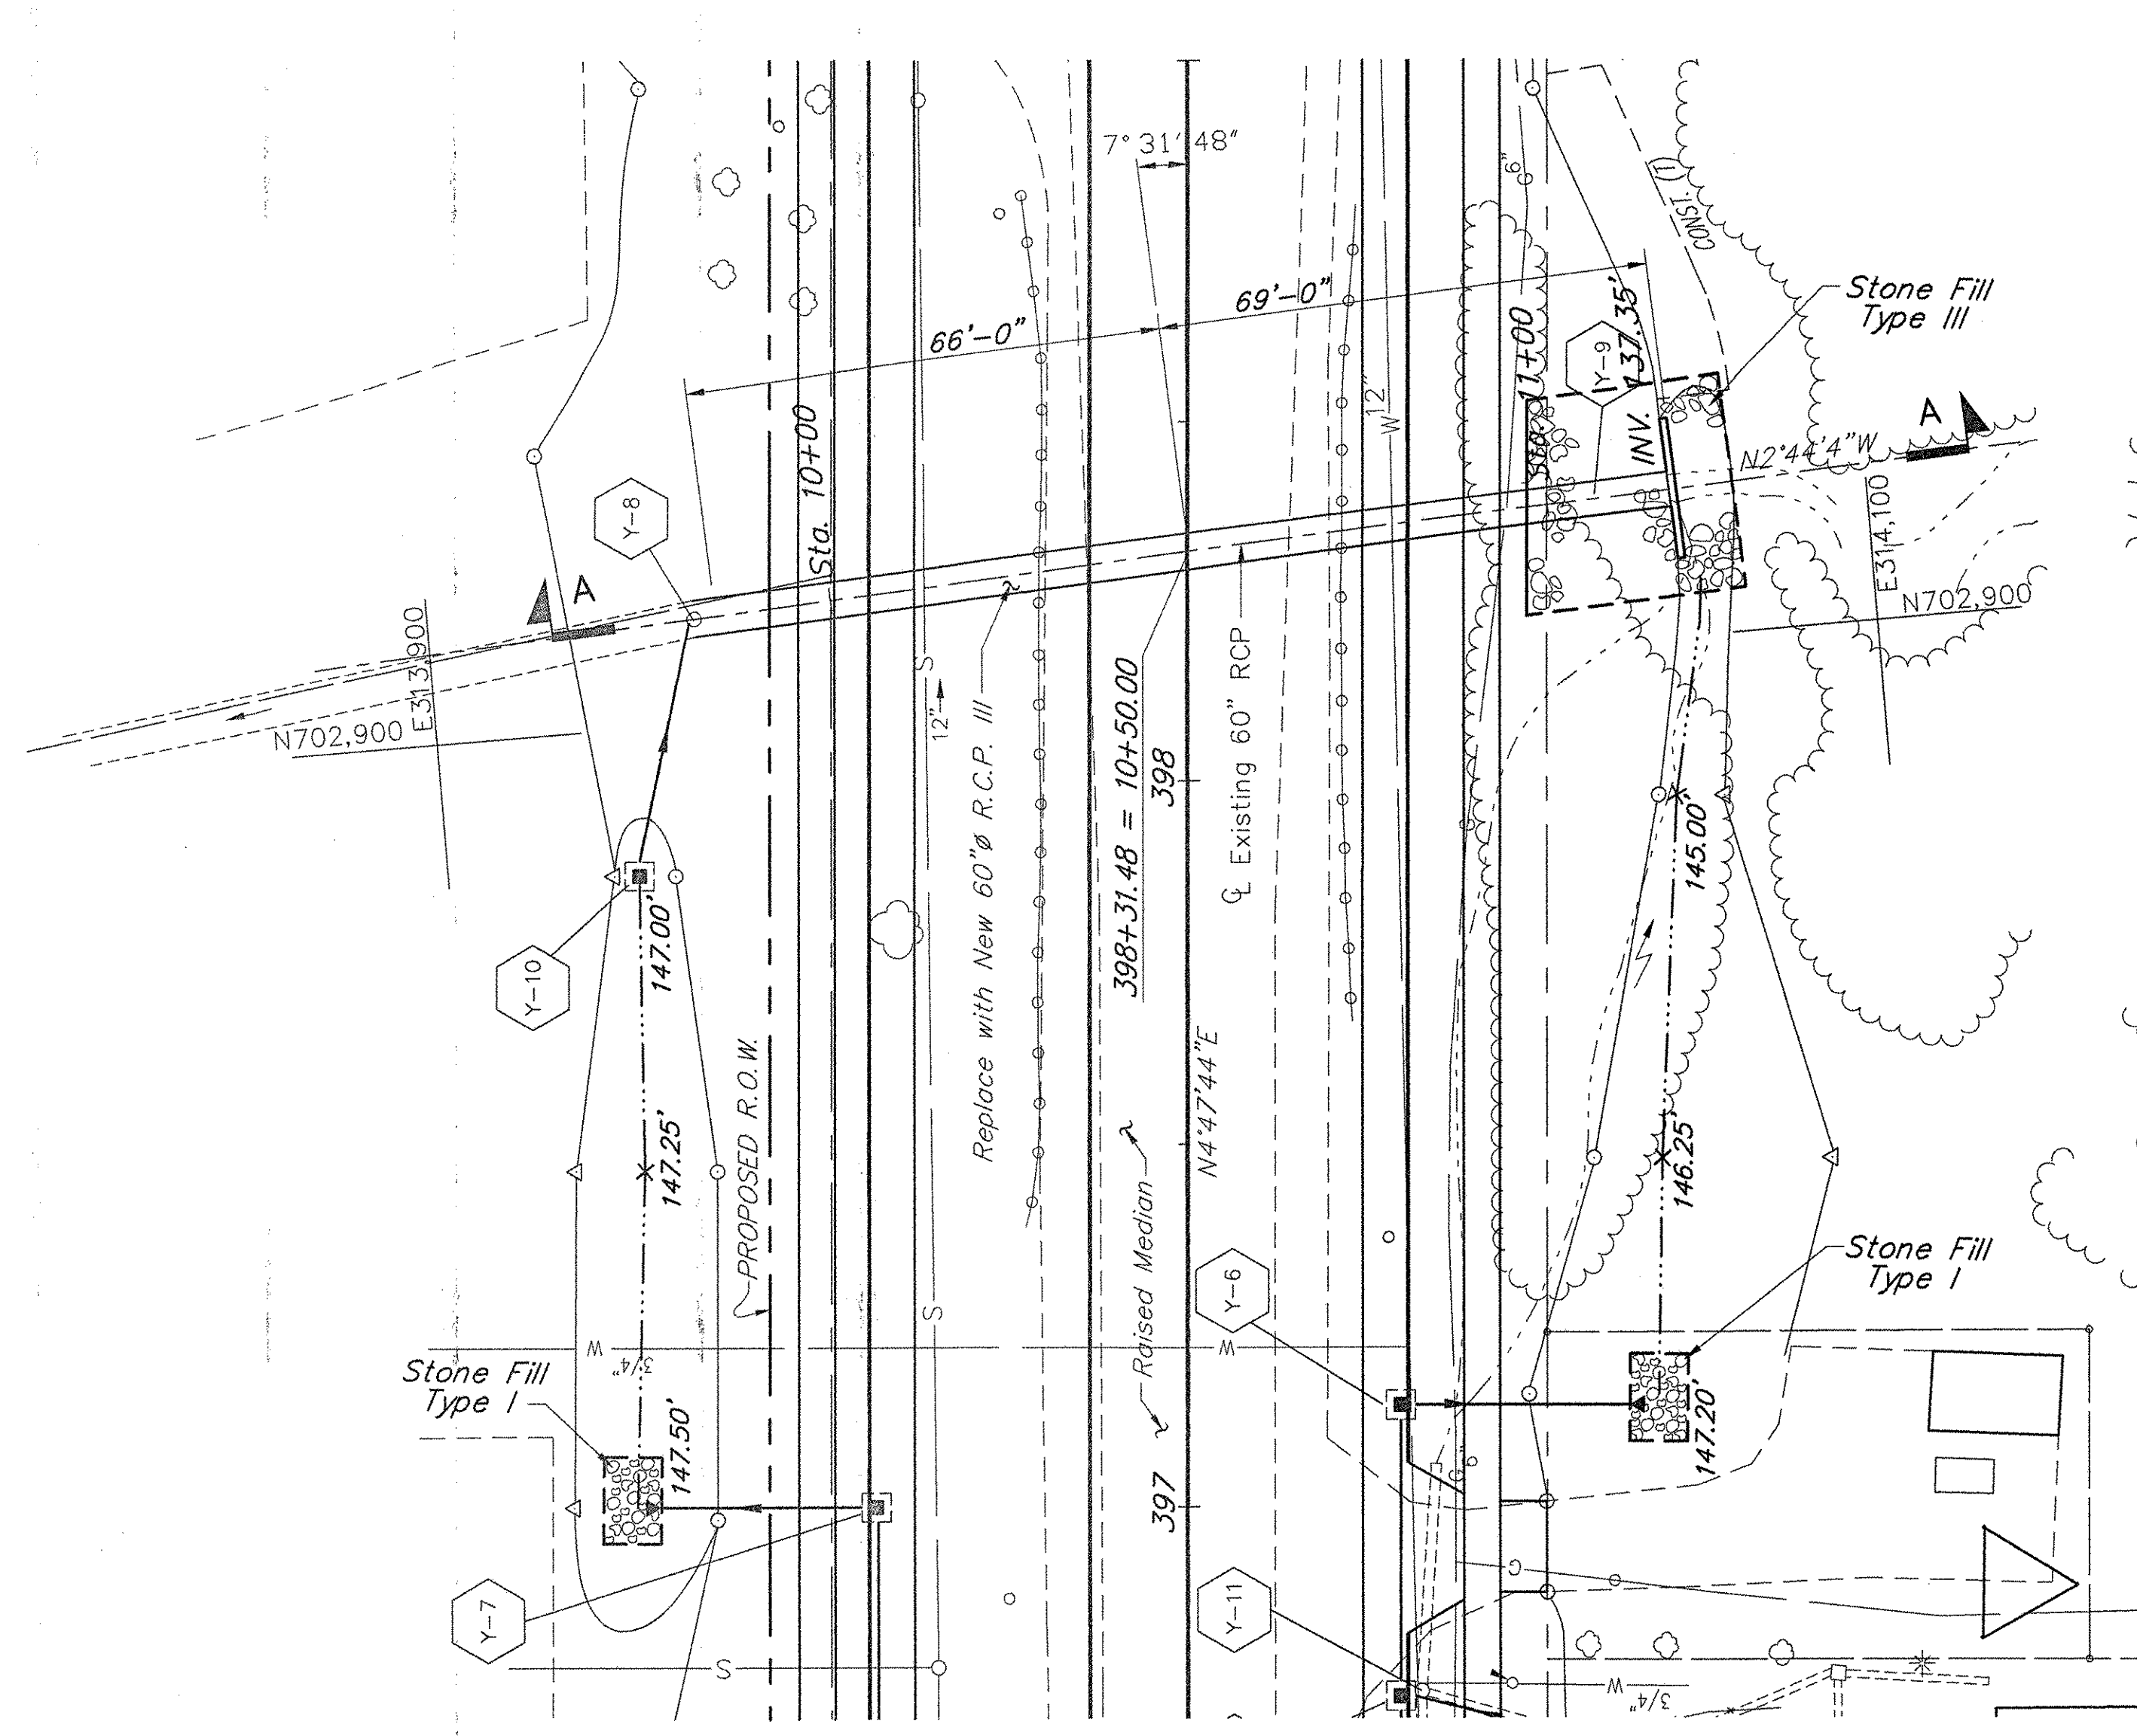 7° 31' 48"
6"
G
CONST. (1)
Stone Fill
Type III
69'-0"
66'-0"
Sta. 10+00
Sta. 11+00
Y-9
INV. 137.35'
12"
W
A
N2°44'4"W
E314,100
N702,900
Y-8
A
E313,900
N702,900
S
12"
Replace with New 60"ø R.C.P. III
398+31.48 = 10+50.00
398
℄ Existing 60" RCP
145.00'
147.00'
Y-10
PROPOSED R.O.W.
147.25'
N4°47'44"E
146.25'
Raised Median
Y-6
Stone Fill
Type I
S
W
3/4"
W
Stone Fill
Type I
147.50'
147.20'
397
G
6"
Y-7
Y-11
G
S
W
3/4"